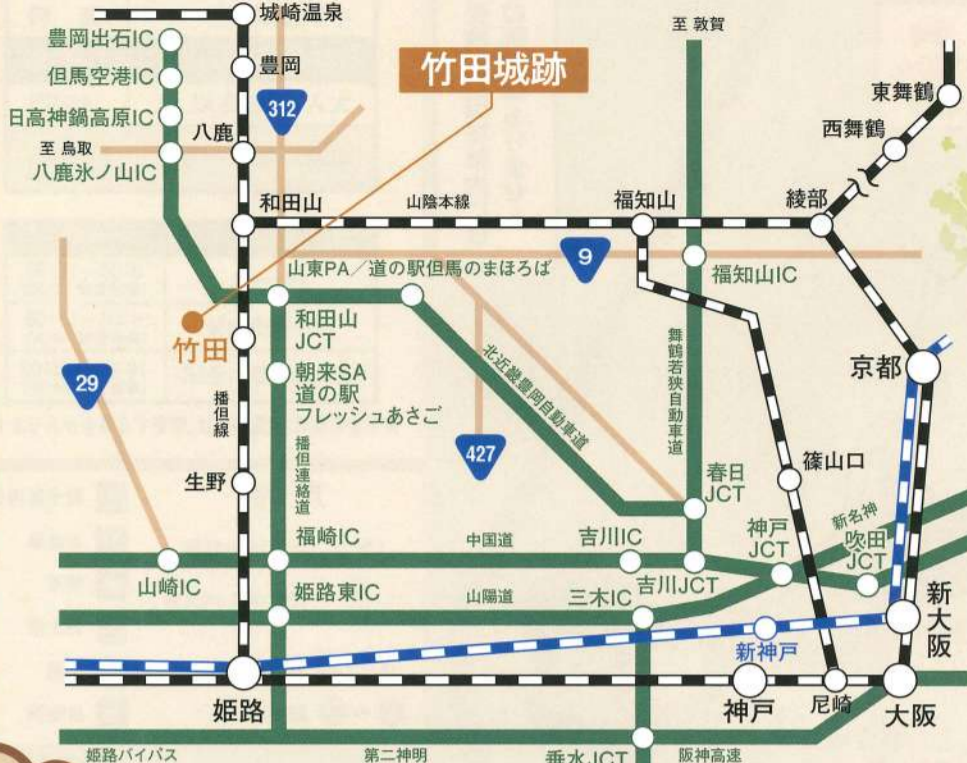 城崎温泉
至 敦賀
豊岡出石IC
豊岡
竹田城跡
但馬空港IC
312
東舞鶴
日高神鍋高原IC
八鹿
西舞鶴
至 鳥取
八鹿氷ノ山IC
和田山
山陰本線
福知山
綾部
9
山東PA／道の駅但馬のまほろば
福知山IC
竹田
和田山
JCT
朝来SA
道の駅
フレッシュあさご
29
播但線
北近畿豊岡自動車道
舞鶴若狭自動車道
京都
427
播但連絡道
生野
春日
JCT
篠山口
福崎IC
中国道
吉川IC
神戸
JCT
新名神
吹田
JCT
山崎IC
吉川JCT
姫路東IC
山陽道
三木IC
新大阪
新神戸
姫路
神戸
尼崎
大阪
姫路バイパス
第二神明
垂水JCT
阪神高速